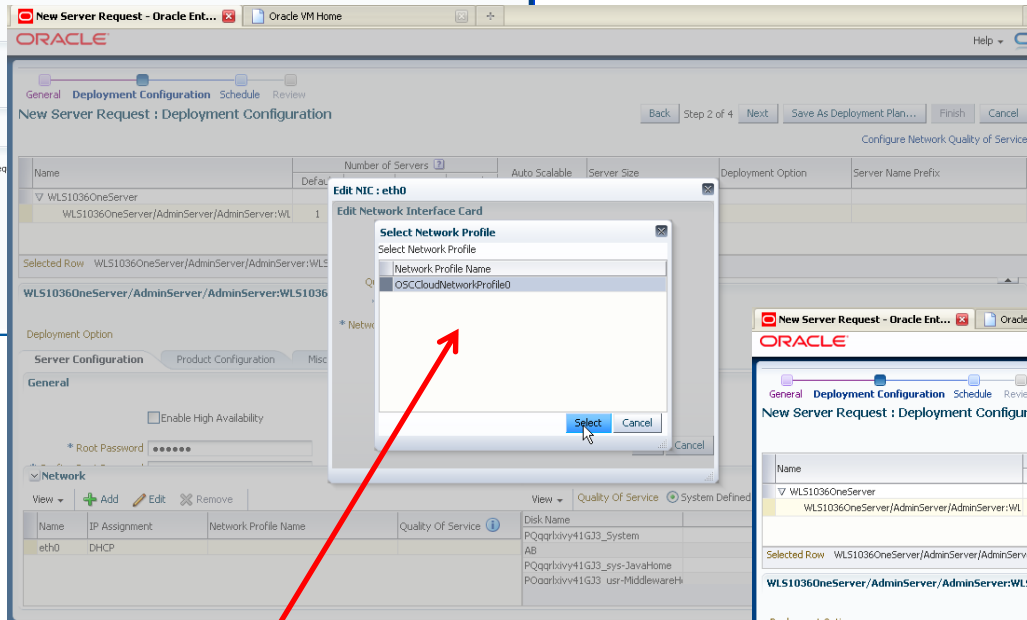 New Server Request - Oracle Ent... Oracle VM Home
ORACLE Help
General Deployment Configuration Schedule Review
New Server Request : Deployment Configuration Back Step 2 of 4 Next Save As Deployment Plan... Finish Cancel
Configure Network Quality of Service
Name Number of Servers Auto Scalable Server Size Deployment Option Server Name Prefix
WLS1036OneServer
WLS1036OneServer/AdminServer/AdminServer:WL 1
Selected Row WLS1036OneServer/AdminServer/AdminServer:WLS
WLS1036OneServer/AdminServer/AdminServer:WLS1036
Deployment Option
Server Configuration Product Configuration Misc
General
Enable High Availability
* Root Password ●●●●●●
Network
View Add Edit Remove
Name IP Assignment Network Profile Name Quality Of Service
eth0 DHCP
View Quality Of Service System Defined
Disk Name
PQqqrlxivy41GJ3_System
AB
PQqqrlxivy41GJ3_sys-JavaHome
PQqqrlxivy41GJ3_usr-MiddlewareH
Edit NIC : eth0
Edit Network Interface Card
* Netw
Cancel
Select Network Profile
Select Network Profile
Network Profile Name
OSCCloudNetworkProfile0
Select Cancel
New Server Request - Oracle Ent... Oracle
ORACLE
General Deployment Configuration Schedule Revie
New Server Request : Deployment Configur
Name
WLS1036OneServer
WLS1036OneServer/AdminServer/AdminServer:WL
Selected Row WLS1036OneServer/AdminServer/AdminServ
WLS1036OneServer/AdminServer/AdminServer:WLS